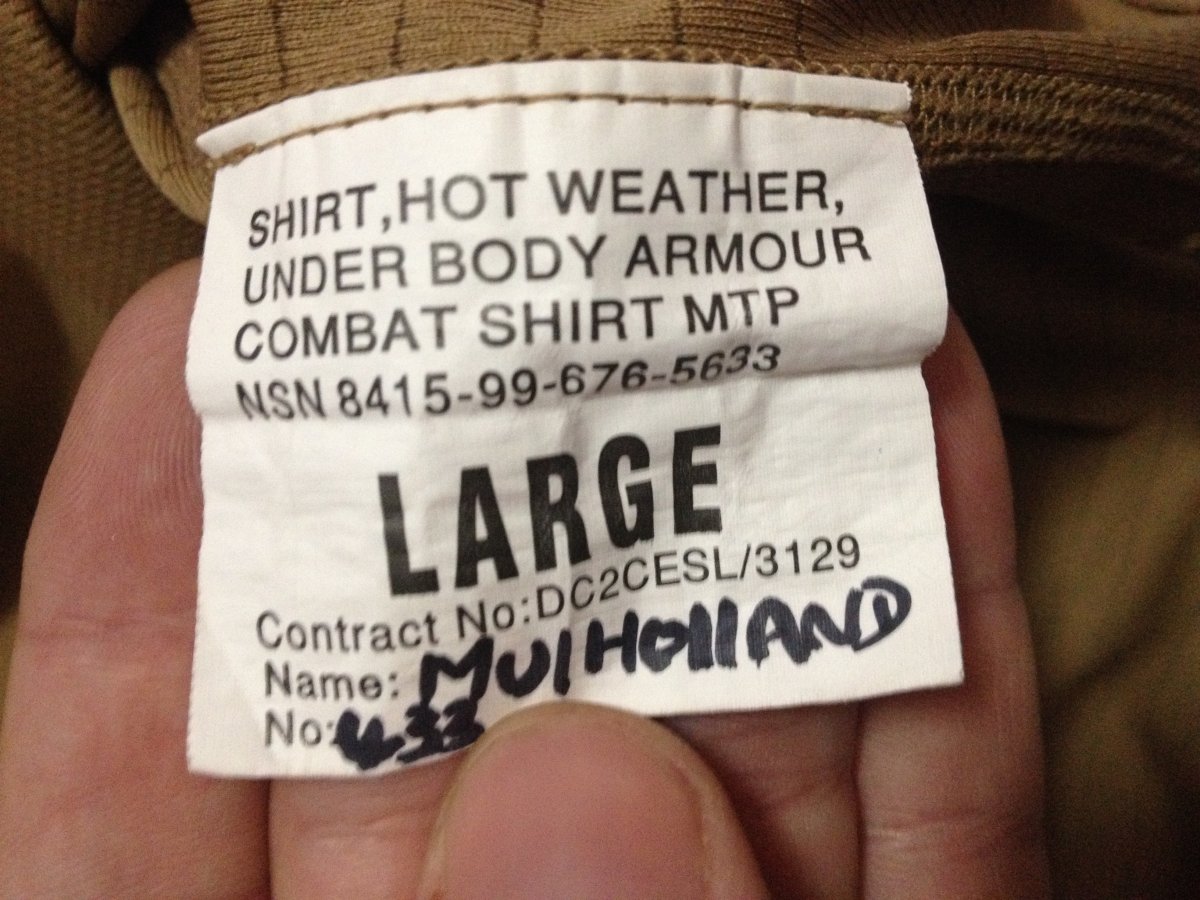 SHIRT,HOT WEATHER,
UNDER BODY ARMOUR
COMBAT SHIRT MTP
NSN 8415-99-676-5633
LARGE
Contract No:DC2CESL/3129
Name: MUlHOllAND
No: 433